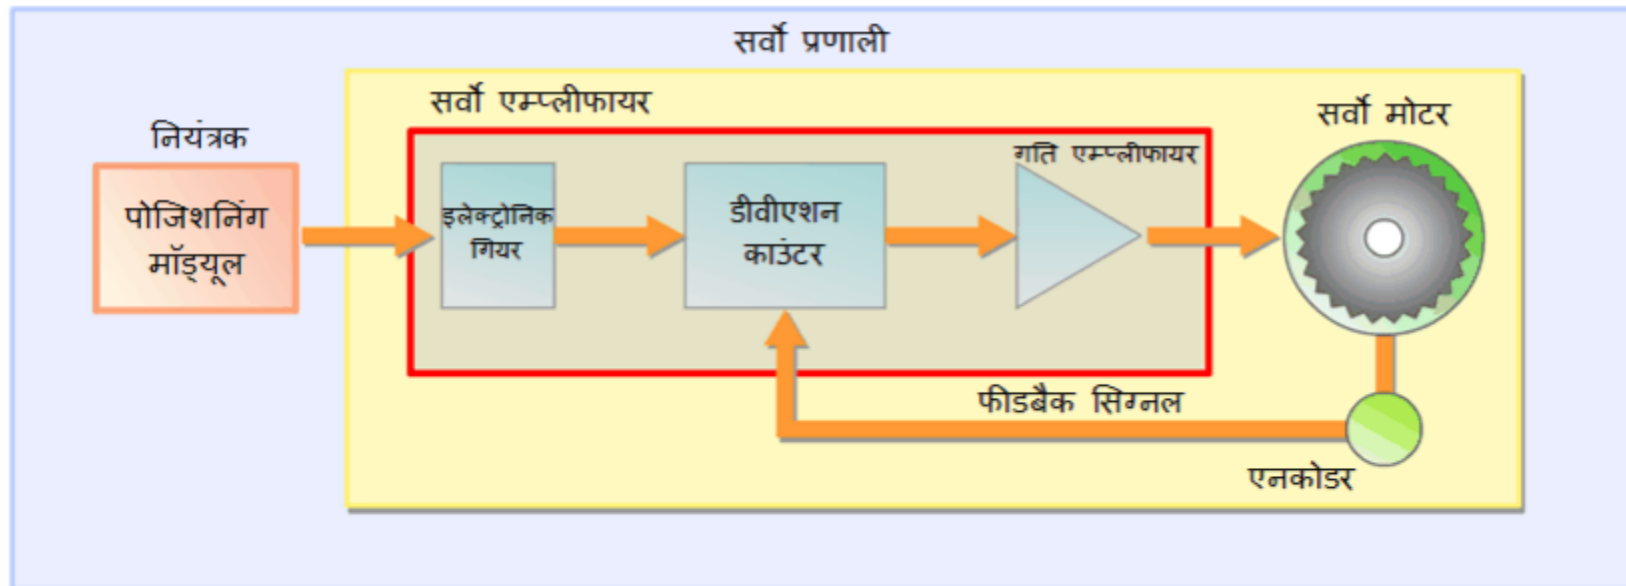 सर्वो प्रणाली
सर्वो एम्प्लीफायर
सर्वो मोटर
नियंत्रक
गति एम्प्लीफायर
पोजिशनिंग
मॉड्यूल
इलेक्ट्रोनिक
गियर
डीवीएशन
काउंटर
फीडबैक सिग्नल
एनकोडर